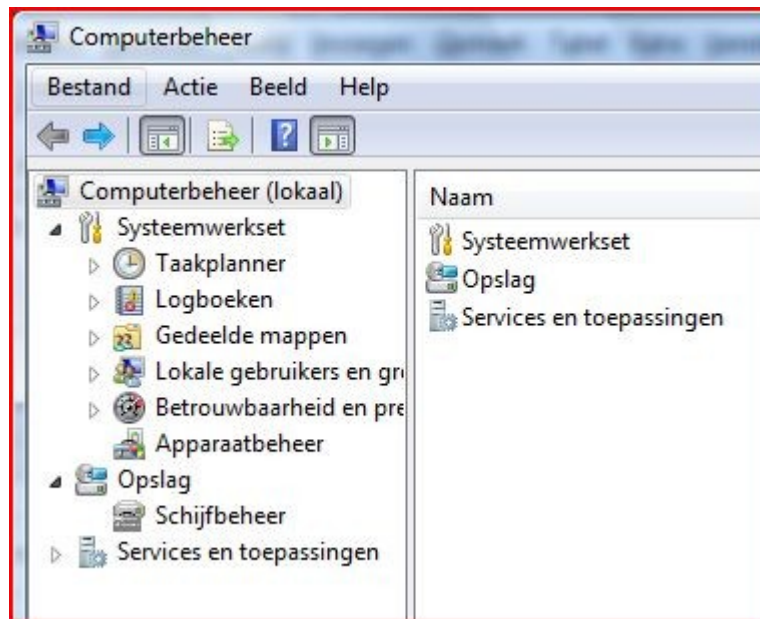 Computerbeheer
Bestand Actie Beeld Help
Computerbeheer (lokaal)
Systeemwerkset
Taakplanner
Logboeken
Gedeelde mappen
Lokale gebruikers en
Betrouwbaarheid en
Apparaatbeheer
Opslag
Schijfbeheer
Services en toepassingen
Naam
Systeemwerkset
Opslag
Services en toepassingen